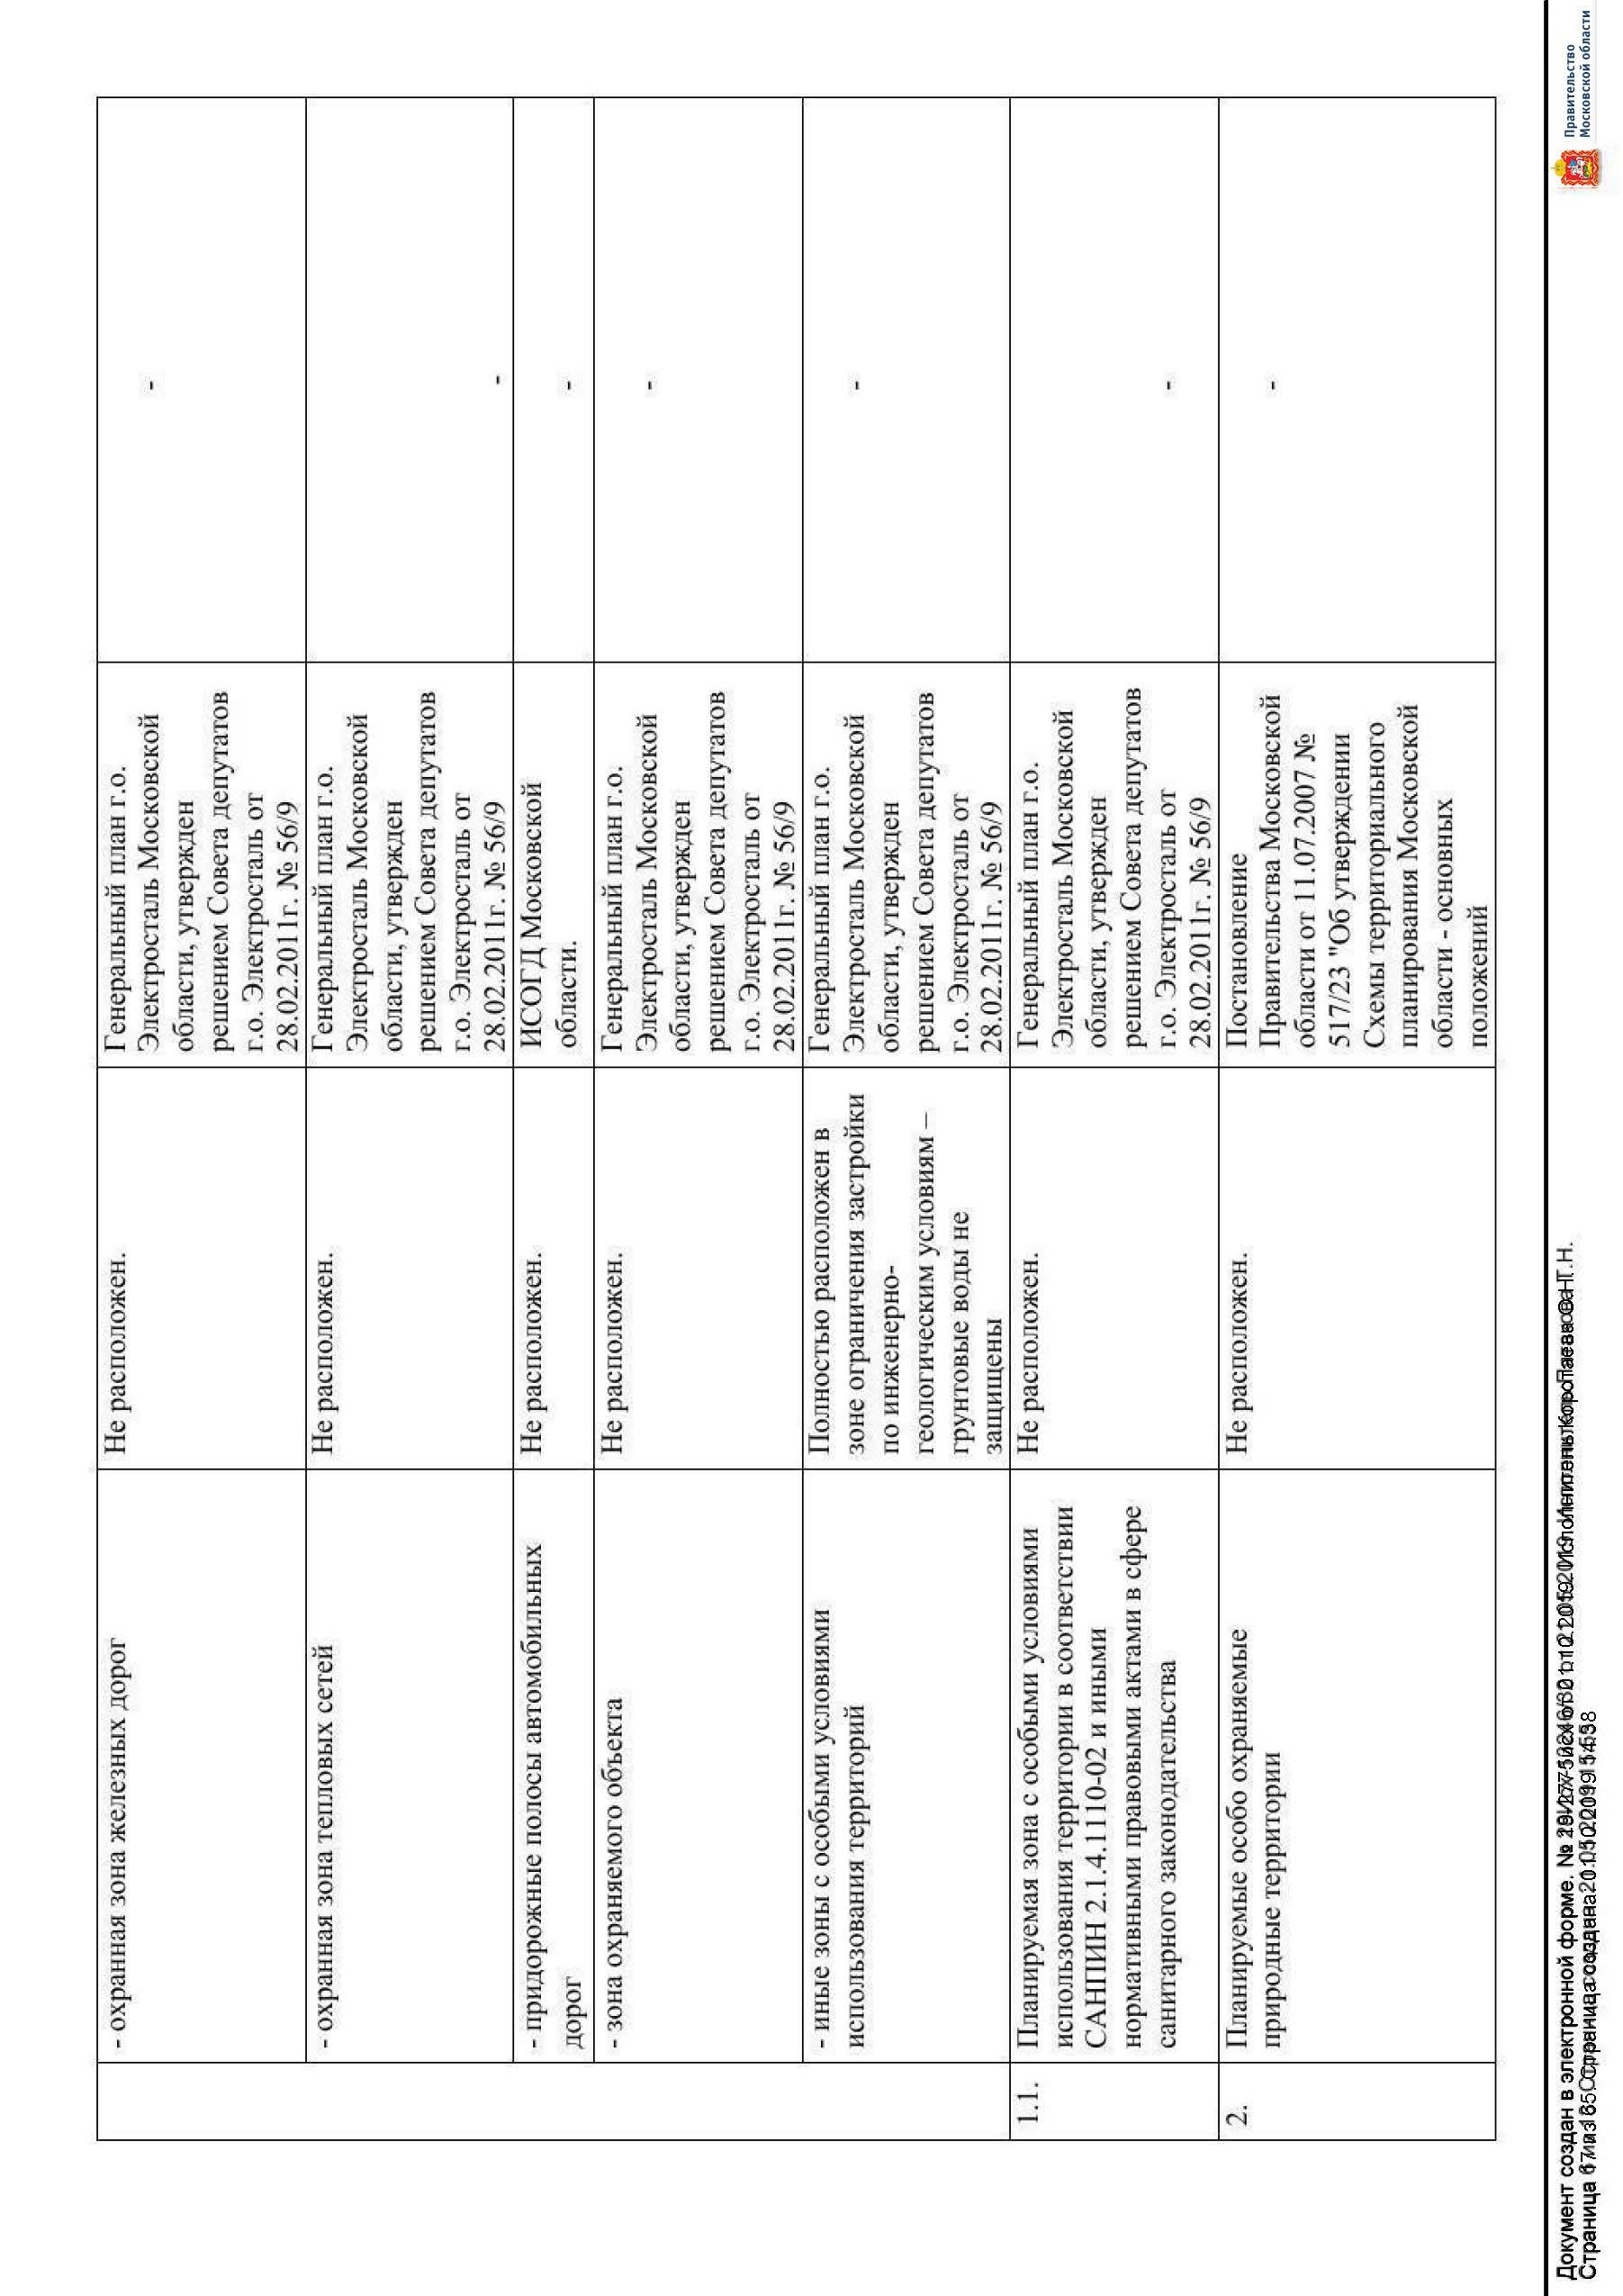 - охранная зона железных дорог
Не расположен.
Генеральный план г.о.
Электросталь Московской
области, утвержден
решением Совета депутатов
г.о. Электросталь от
28.02.2011г. № 56/9
-
- охранная зона тепловых сетей
Не расположен.
Генеральный план г.о.
Электросталь Московской
области, утвержден
решением Совета депутатов
г.о. Электросталь от
28.02.2011г. № 56/9
-
- придорожные полосы автомобильных
дорог
Не расположен.
ИСОГД Московской
области.
-
- зона охраняемого объекта
Не расположен.
Генеральный план г.о.
Электросталь Московской
области, утвержден
решением Совета депутатов
г.о. Электросталь от
28.02.2011г. № 56/9
-
- иные зоны с особыми условиями
использования территорий
Полностью расположен в
зоне ограничения застройки
по инженерно-
геологическим условиям –
грунтовые воды не
защищены
Генеральный план г.о.
Электросталь Московской
области, утвержден
решением Совета депутатов
г.о. Электросталь от
28.02.2011г. № 56/9
-
1.1.
Планируемая зона с особыми условиями
использования территории в соответствии
САНПИН 2.1.4.1110-02 и иными
нормативными правовыми актами в сфере
санитарного законодательства
Не расположен.
Генеральный план г.о.
Электросталь Московской
области, утвержден
решением Совета депутатов
г.о. Электросталь от
28.02.2011г. № 56/9
-
2.
Планируемые особо охраняемые
природные территории
Не расположен.
Постановление
Правительства Московской
области от 11.07.2007 №
517/23 "Об утверждении
Схемы территориального
планирования Московской
области - основных
положений
-
Документ создан в электронной форме. №
Страница
Правительство
Московской области